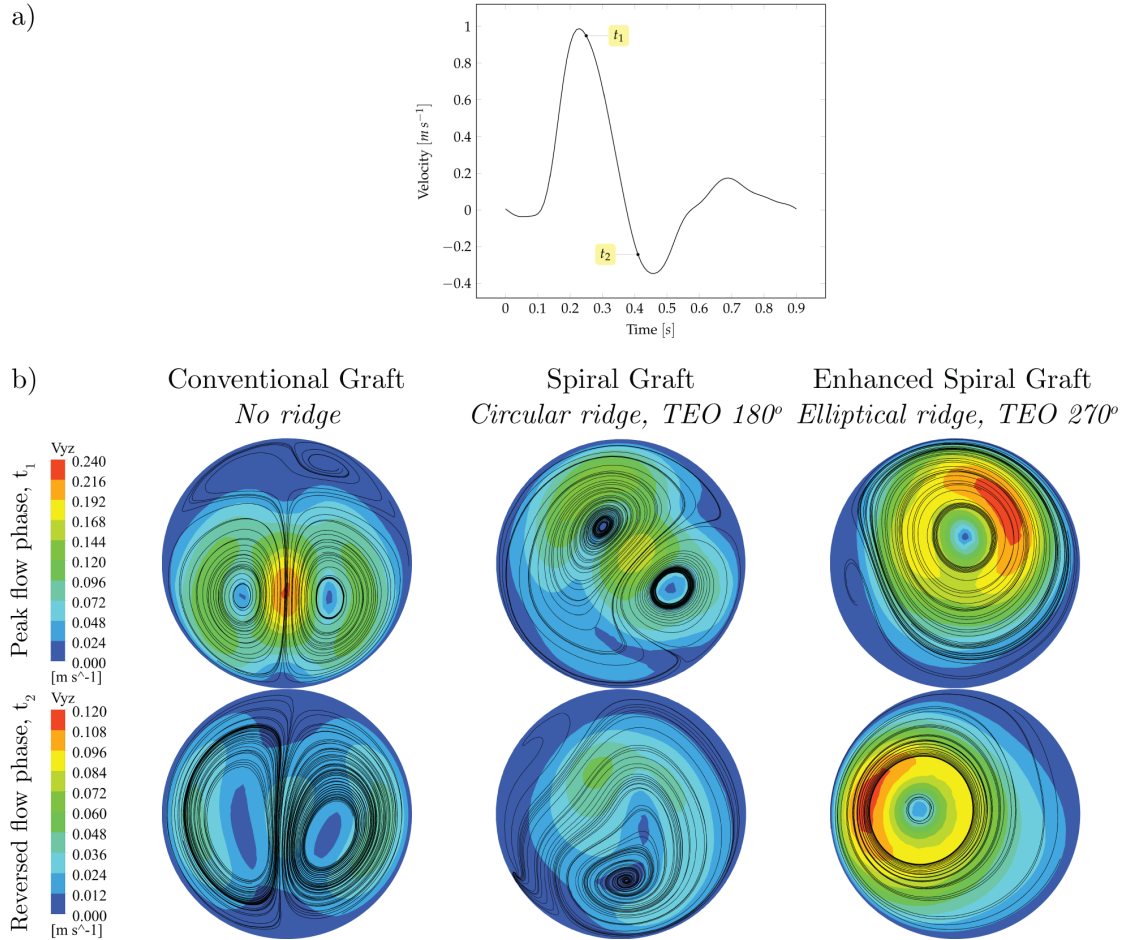 a)
1
0.8
0.6
0.4
0.2
0
−0.2
−0.4
Velocity [m s⁻¹]
t₁
t₂
0 0.1 0.2 0.3 0.4 0.5 0.6 0.7 0.8 0.9
Time [s]
b)
Conventional Graft
No ridge
Spiral Graft
Circular ridge, TEO 180º
Enhanced Spiral Graft
Elliptical ridge, TEO 270º
Peak flow phase, t₁
Vyz
0.240
0.216
0.192
0.168
0.144
0.120
0.096
0.072
0.048
0.024
0.000
[m s^-1]
Reversed flow phase, t₂
Vyz
0.120
0.108
0.096
0.084
0.072
0.060
0.048
0.036
0.024
0.012
0.000
[m s^-1]